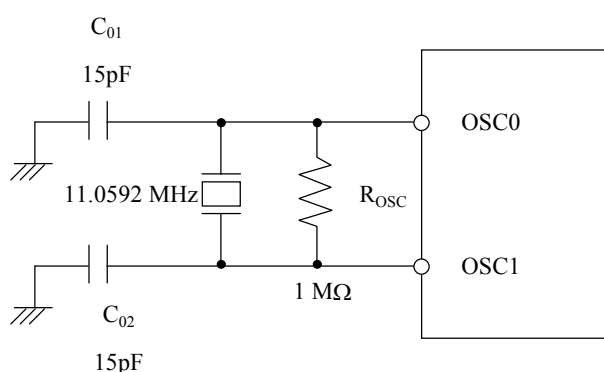 C01
15pF
OSC0
11.0592 MHz
ROSC
OSC1
1 MΩ
C02
15pF